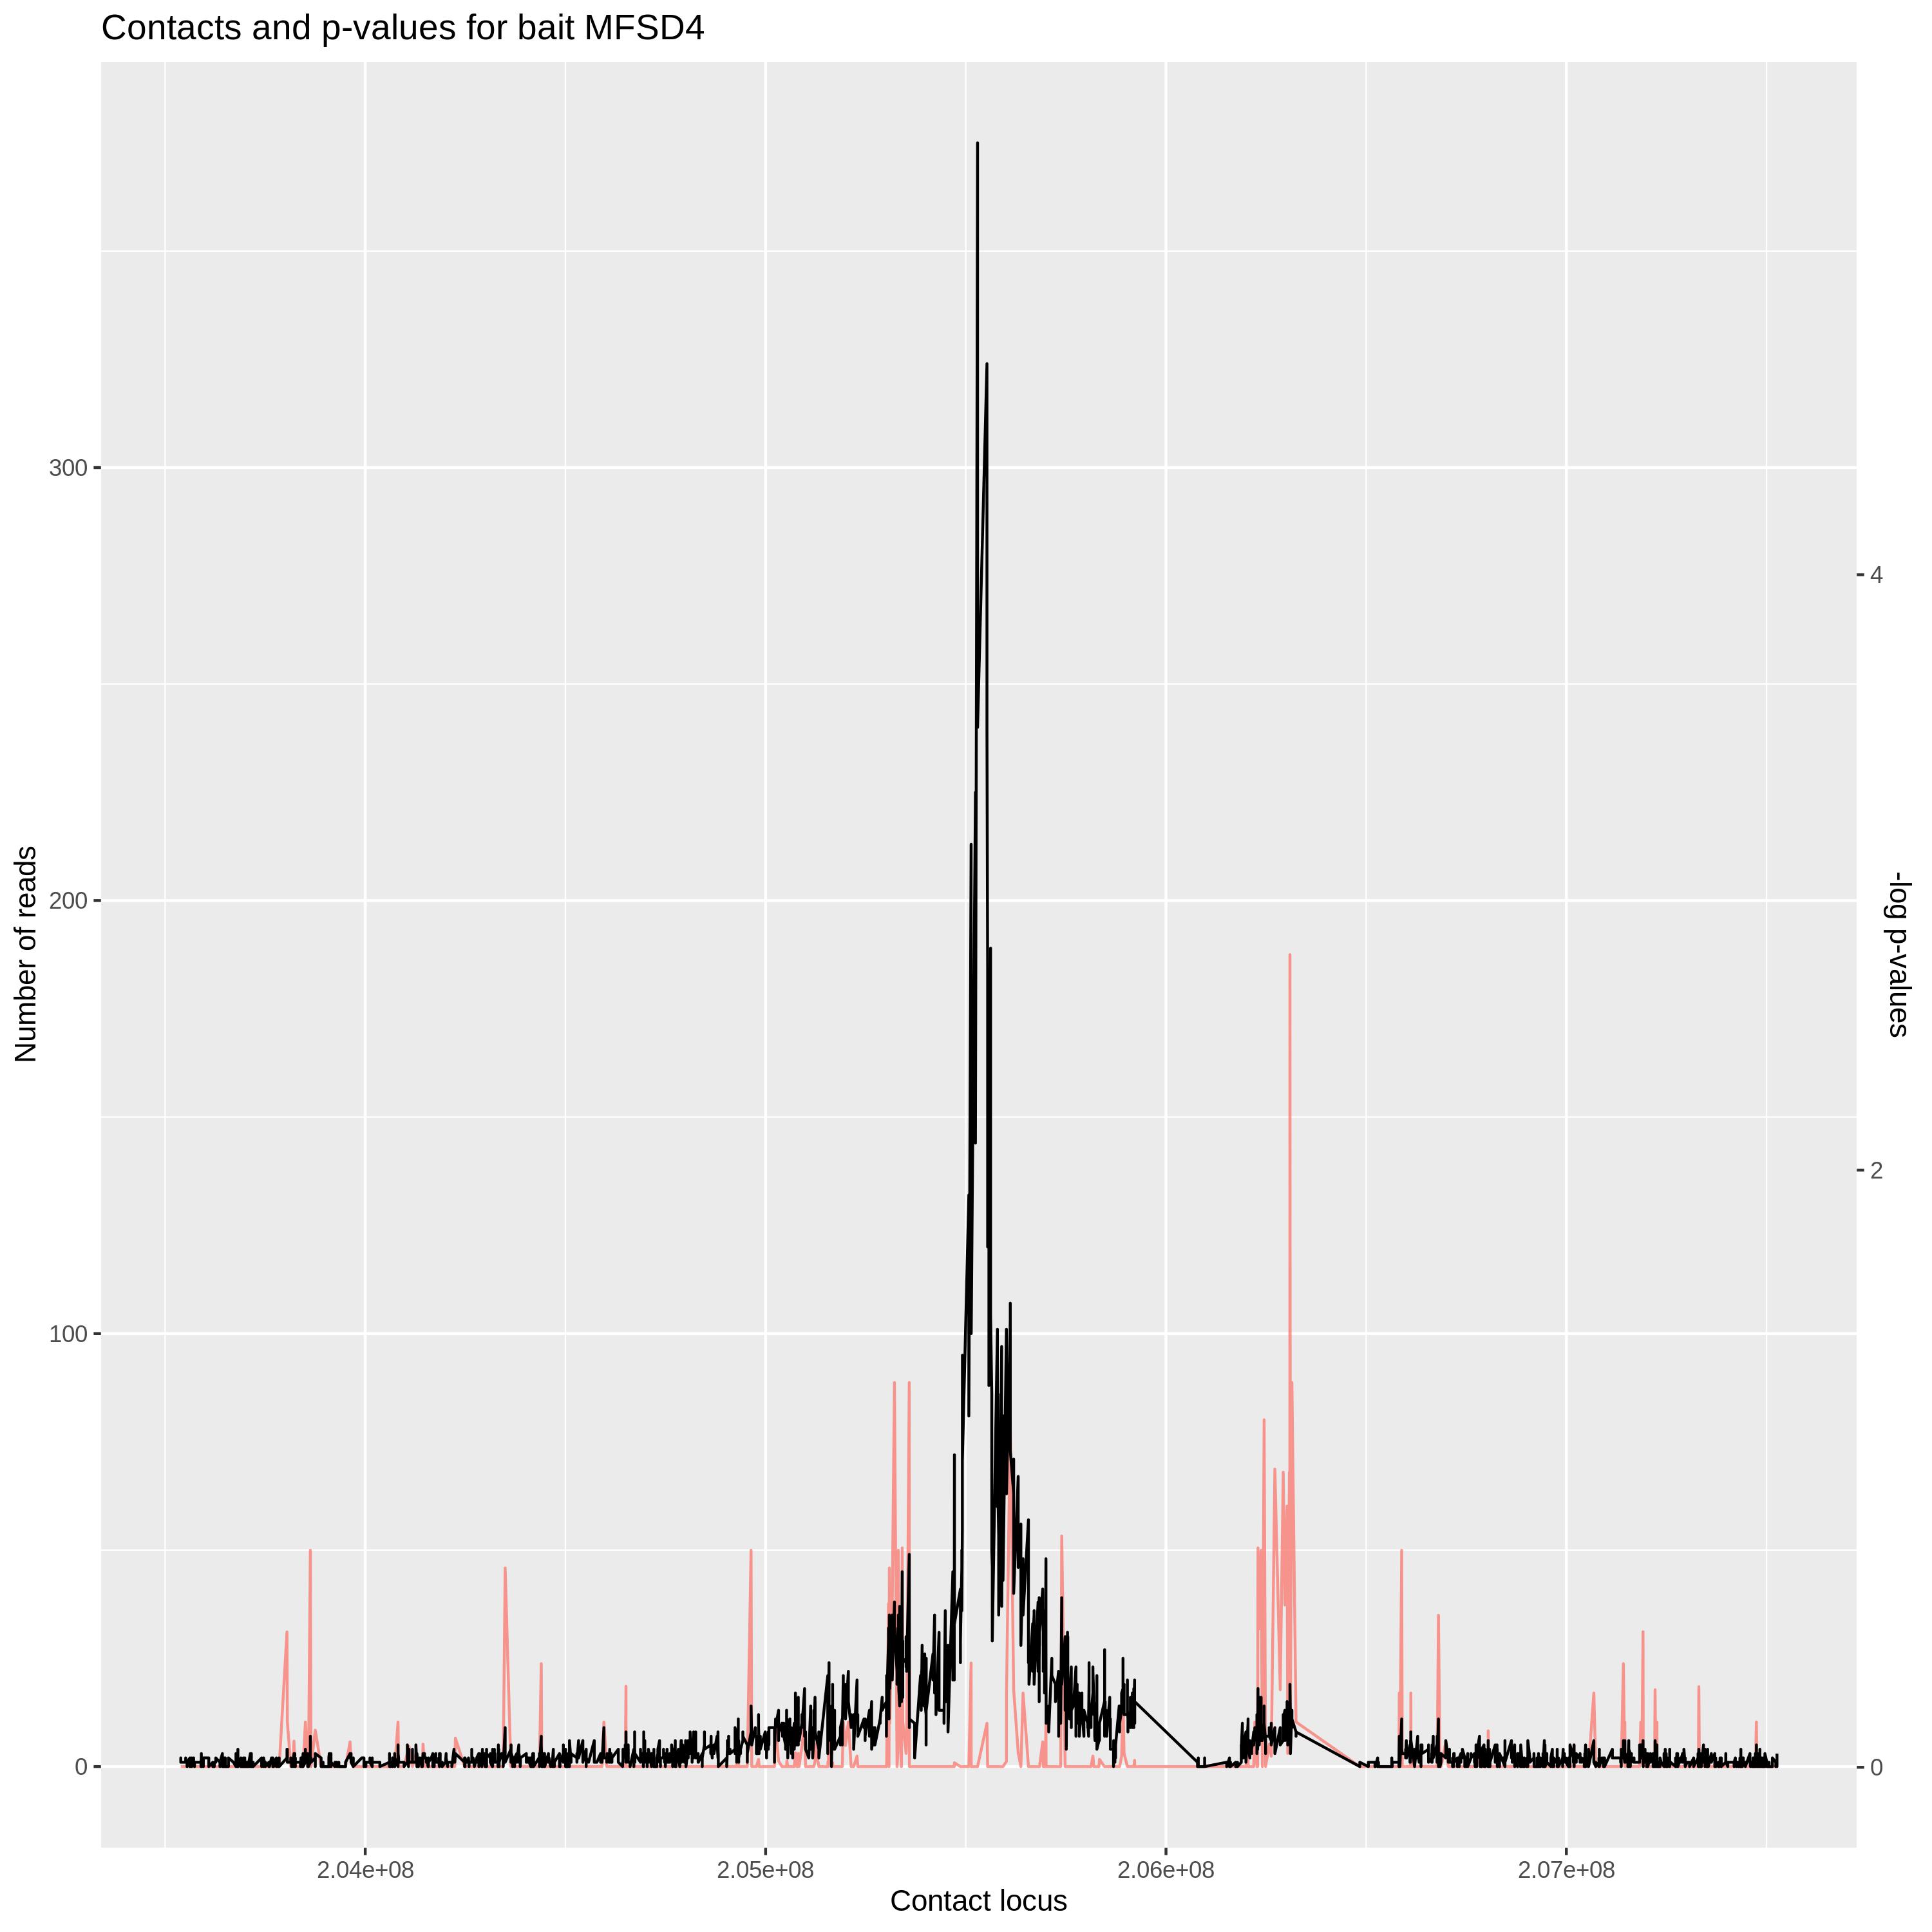 Contacts and p-values for bait MFSD4
Number of reads
300
200
100
0
4
2
0
-log p-values
2.04e+08 2.05e+08 2.06e+08 2.07e+08
Contact locus